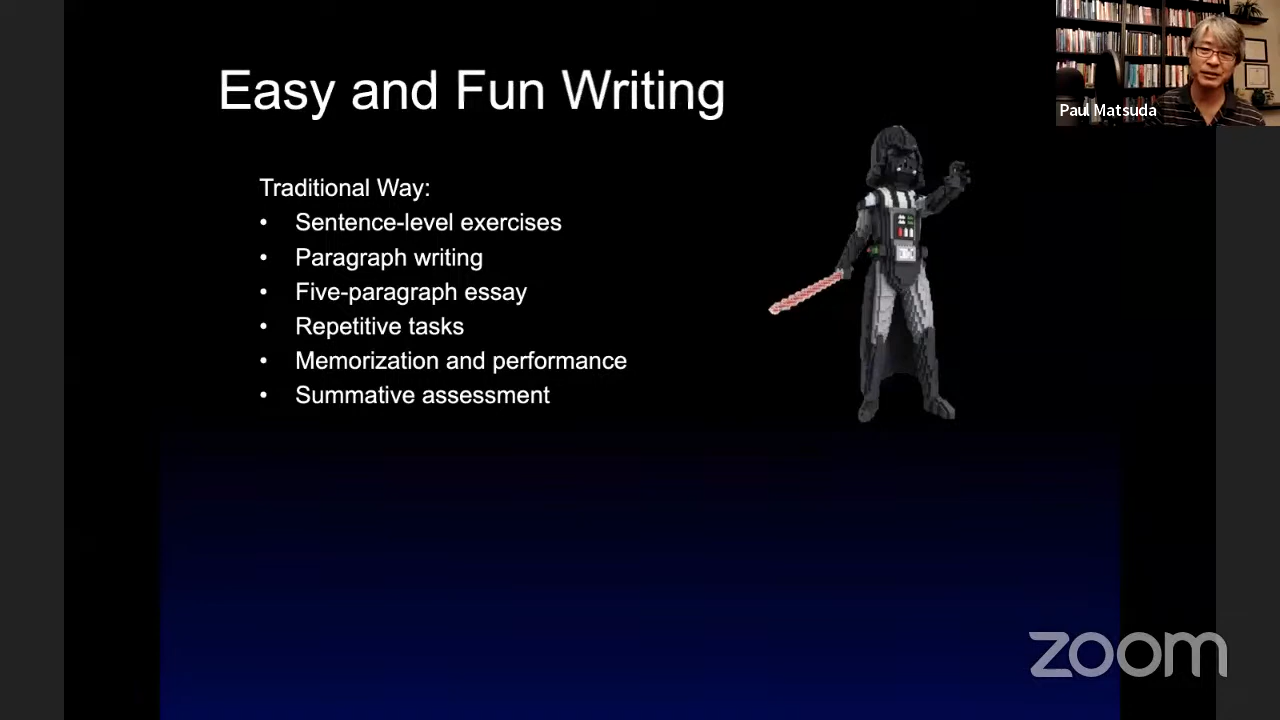 Easy and Fun Writing
Paul Matsuda
Traditional Way:
• Sentence-level exercises
• Paragraph writing
• Five-paragraph essay
• Repetitive tasks
• Memorization and performance
• Summative assessment
zoom